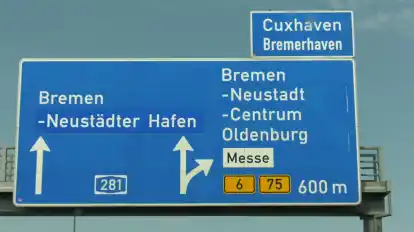 Cuxhaven
Bremerhaven
Bremen
-Neustädter Hafen
281
Bremen
-Neustadt
-Centrum
Oldenburg
Messe
6 75 600 m